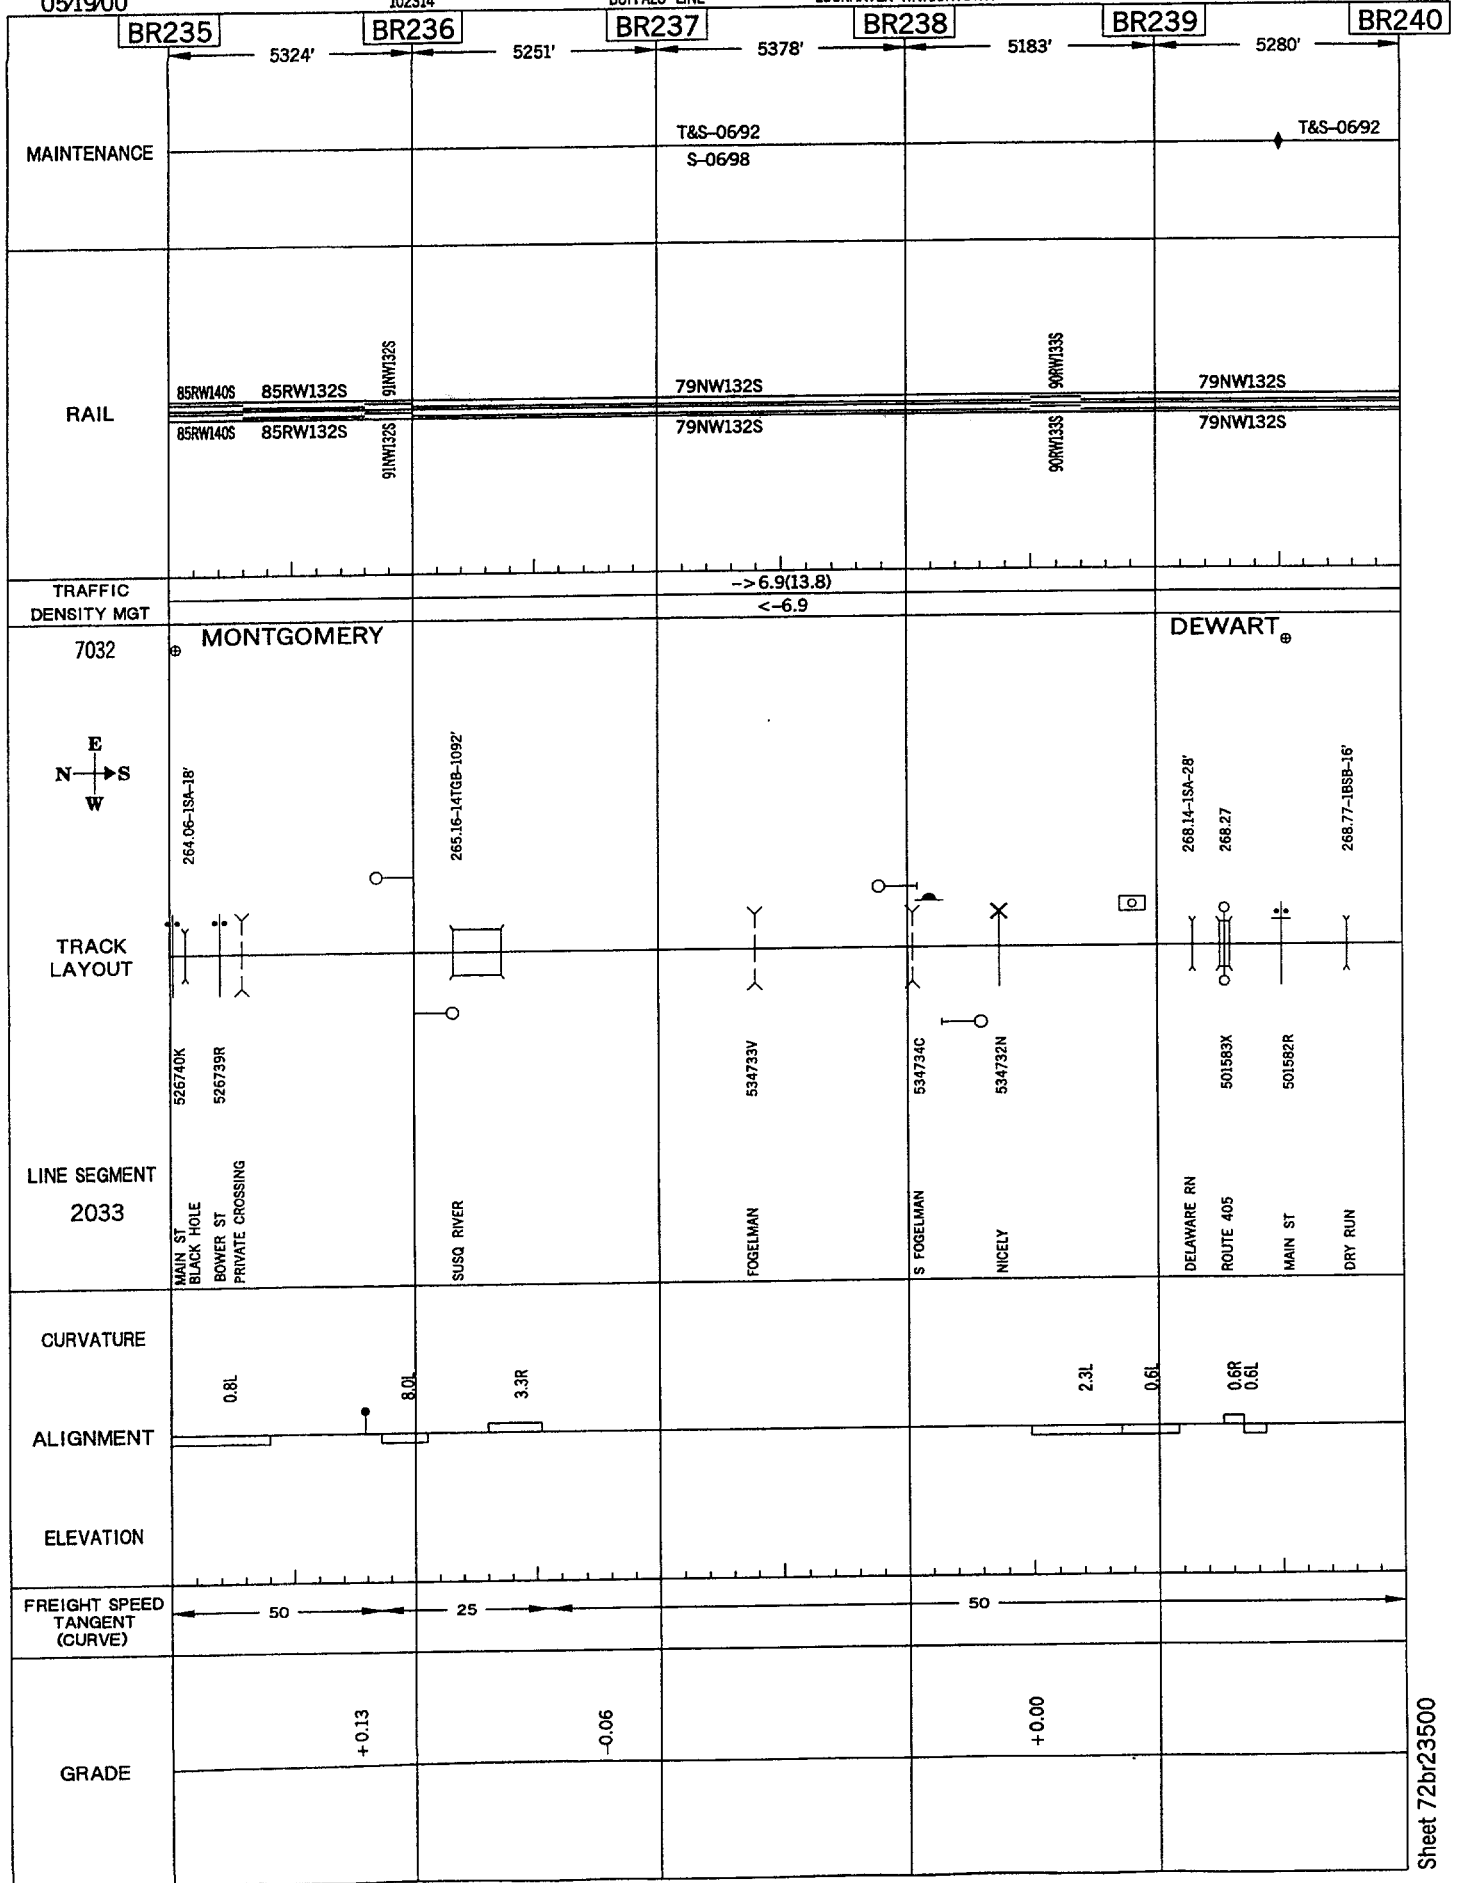 05/19/00
102314
BUFFALO LINE
BR235
BR236
BR237
BR238
BR239
BR240
5324'
5251'
5378'
5183'
5280'
MAINTENANCE
T&S-06/92
S-06/98
T&S-06/92
RAIL
85RW140S
85RW132S
91NW132S
79NW132S
90RW133S
79NW132S
85RW140S
85RW132S
91NW132S
79NW132S
90RW133S
79NW132S
TRAFFIC
DENSITY MGT
->6.9(13.8)
<-6.9
7032
MONTGOMERY
DEWART
E
N S
W
264.06-1SA-18'
265.16-14TGB-1092'
268.14-1SA-28'
268.27
268.77-1BSB-16'
TRACK
LAYOUT
526740K
526739R
534733V
534734C
534732N
501583X
501582R
LINE SEGMENT
2033
MAIN ST
BLACK HOLE
BOWER ST
PRIVATE CROSSING
SUSQ RIVER
FOGELMAN
S FOGELMAN
NICELY
DELAWARE RN
ROUTE 405
MAIN ST
DRY RUN
CURVATURE
0.8L
8.0L
3.3R
2.3L
0.6L
0.6R
0.6L
ALIGNMENT
ELEVATION
FREIGHT SPEED
TANGENT
(CURVE)
50
25
50
GRADE
+0.13
-0.06
+0.00
Sheet 72br23500